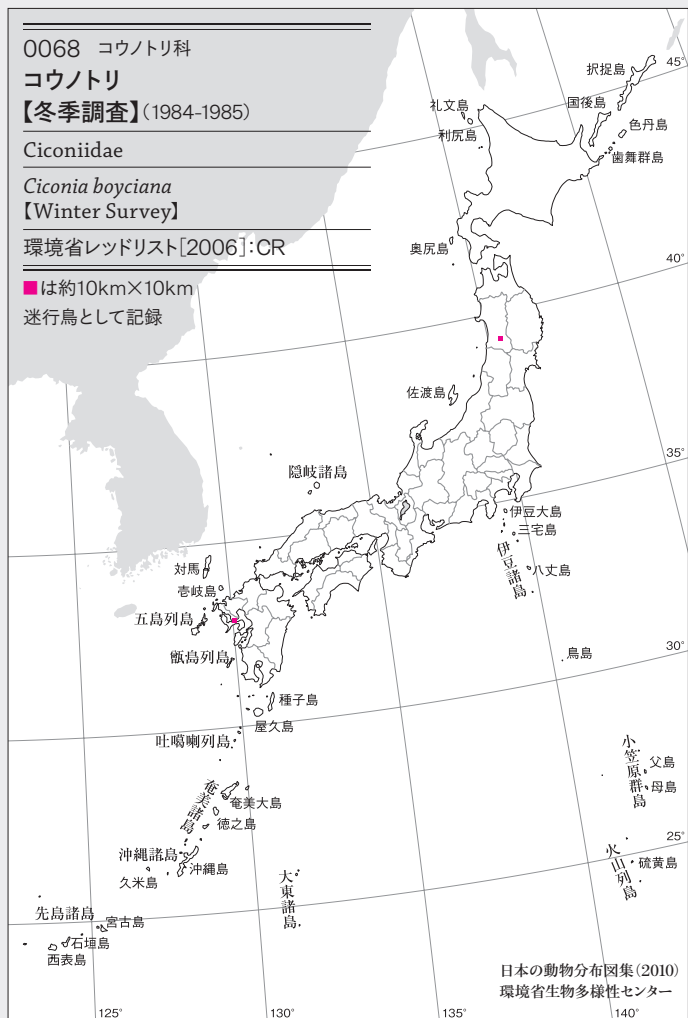 0068 コウノトリ科
コウノトリ
【冬季調査】(1984-1985)
Ciconiidae
Ciconia boyciana
【Winter Survey】
環境省レッドリスト[2006]:CR
■は約10km×10km
迷行鳥として記録
択捉島
45°
国後島
礼文島
色丹島
利尻島
歯舞群島
奥尻島
40°
佐渡島
35°
隠岐諸島
伊豆大島
三宅島
伊豆諸島
八丈島
対馬
壱岐島
五島列島
甑島列島
鳥島
30°
種子島
屋久島
吐噶喇列島
小笠原群島
父島
母島
奄美諸島
奄美大島
徳之島
25°
沖縄諸島
沖縄島
久米島
火山列島
硫黄島
大東諸島
先島諸島
宮古島
石垣島
西表島
日本の動物分布図集(2010)
環境省生物多様性センター
125°
130°
135°
140°